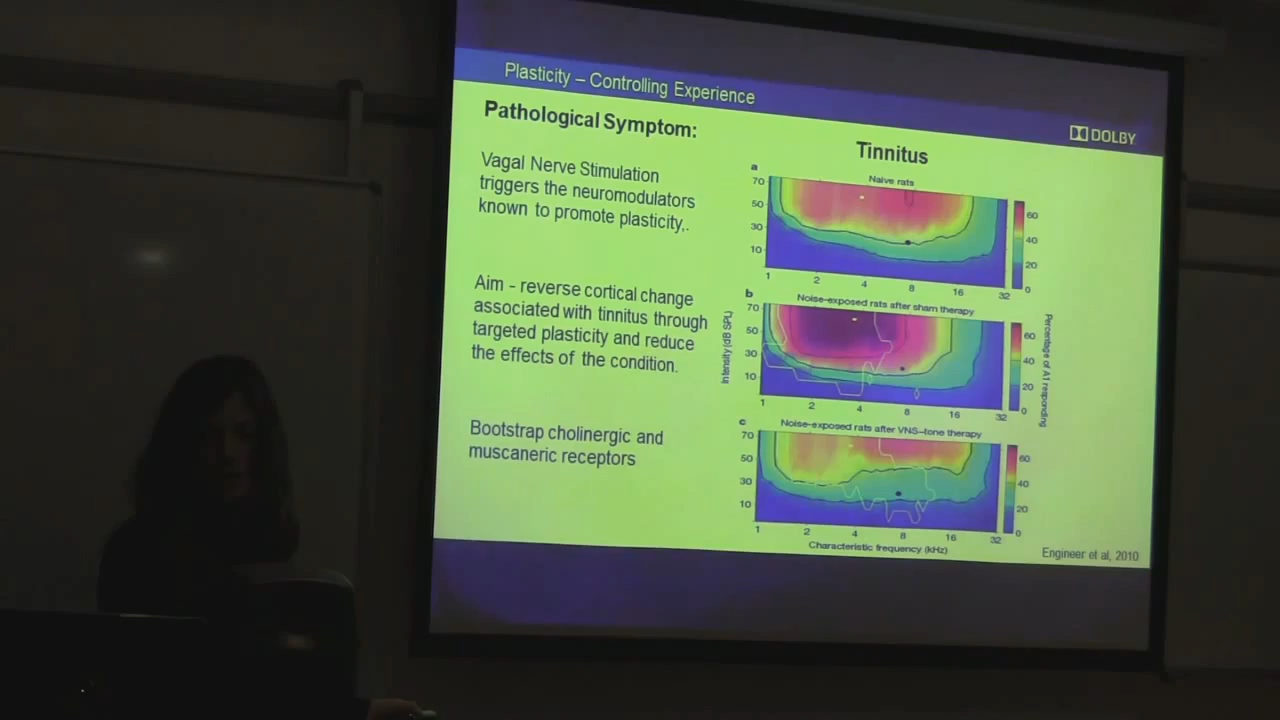 Plasticity – Controlling Experience
DOLBY
Pathological Symptom:
Vagal Nerve Stimulation
triggers the neuromodulators
known to promote plasticity,.
Aim - reverse cortical change
associated with tinnitus through
targeted plasticity and reduce
the effects of the condition.
Bootstrap cholinergic and
muscaneric receptors
Tinnitus
a
Naive rats
70
50
30
10
1 2 4 8 16 32
60
40
20
0
b
Noise-exposed rats after sham therapy
70
50
30
10
1 2 4 8 16 32
60
40
20
0
Intensity (dB SPL)
Percentage of A1 responding
c
Noise-exposed rats after VNS–tone therapy
70
50
30
10
1 2 4 8 16 32
60
40
20
0
Characteristic frequency (kHz)
Engineer et al, 2010